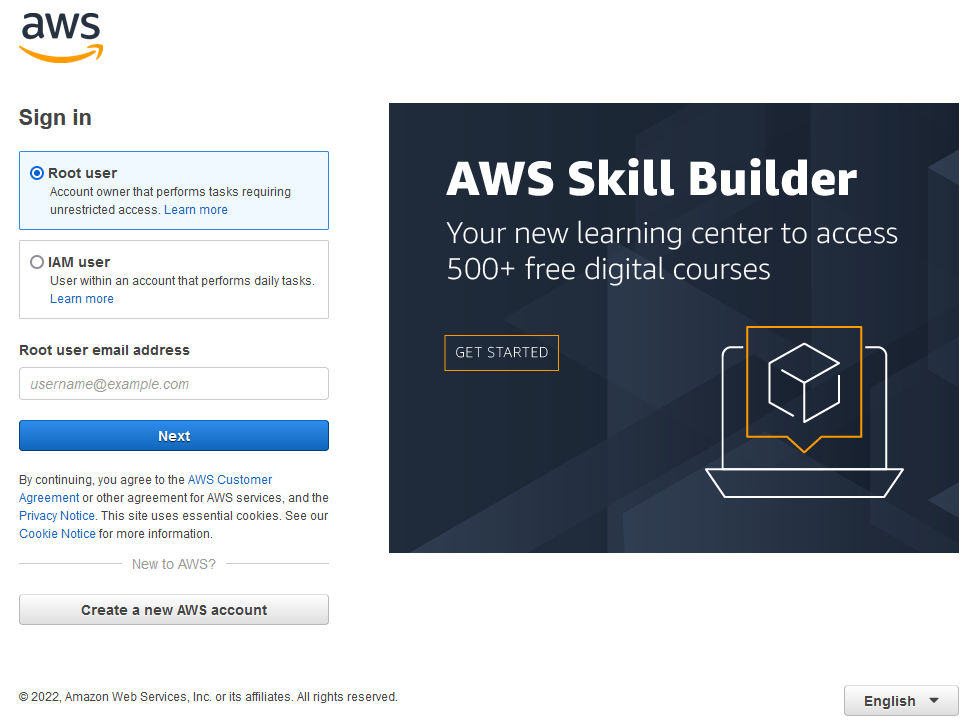 aws
Sign in
Root user
Account owner that performs tasks requiring
unrestricted access. Learn more
IAM user
User within an account that performs daily tasks.
Learn more
Root user email address
username@example.com
Next
By continuing, you agree to the AWS Customer
Agreement or other agreement for AWS services, and the
Privacy Notice. This site uses essential cookies. See our
Cookie Notice for more information.
New to AWS?
Create a new AWS account
AWS Skill Builder
Your new learning center to access
500+ free digital courses
GET STARTED
© 2022, Amazon Web Services, Inc. or its affiliates. All rights reserved.
English